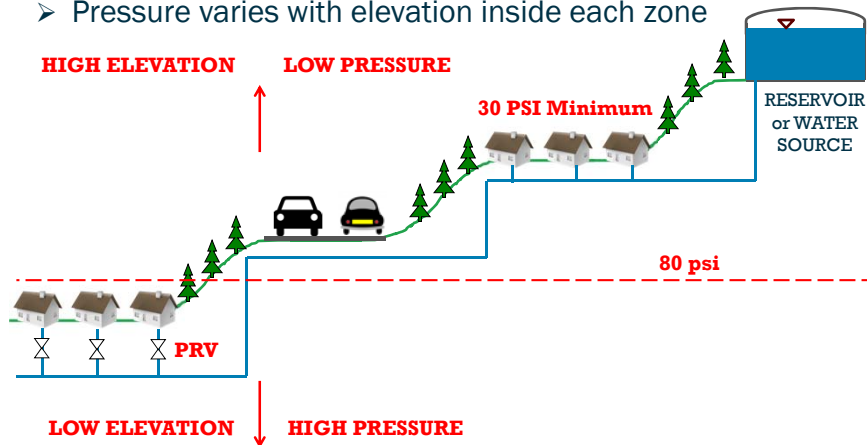 ➢ Pressure varies with elevation inside each zone
HIGH ELEVATION LOW PRESSURE
30 PSI Minimum
RESERVOIR
or WATER
SOURCE
80 psi
PRV
LOW ELEVATION HIGH PRESSURE